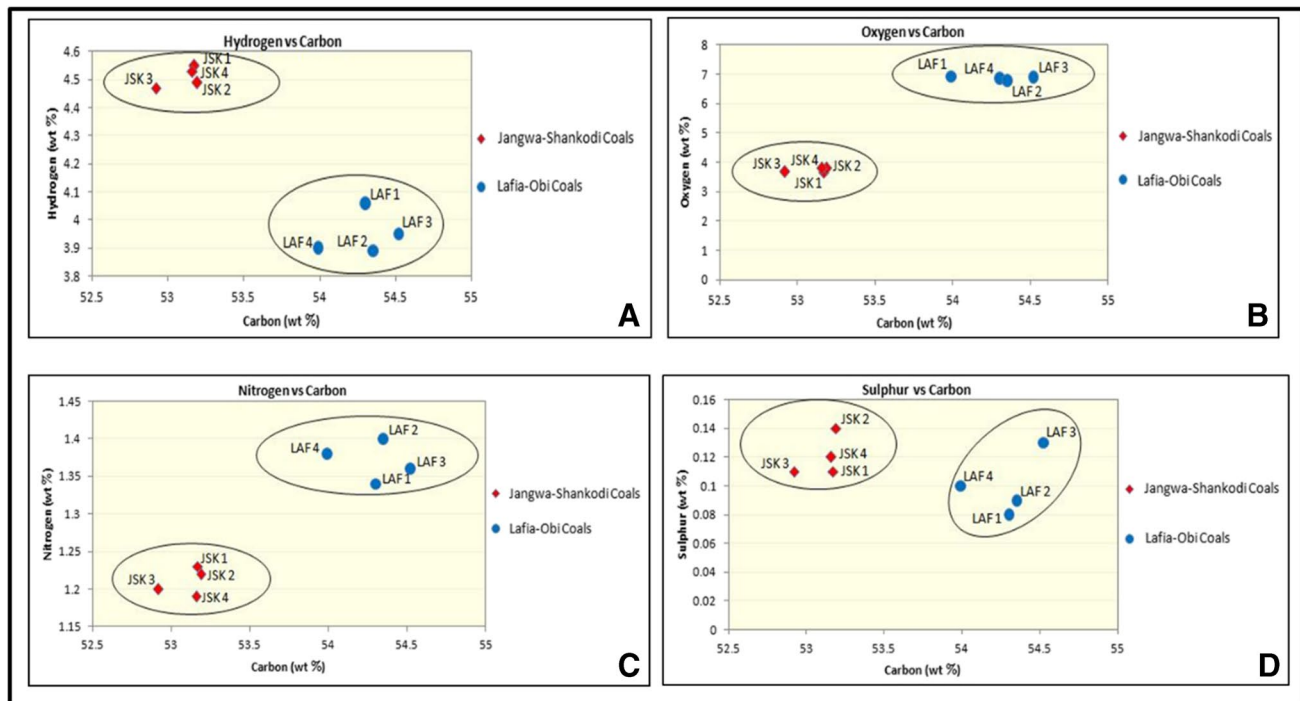 Hydrogen vs Carbon
4.6
4.5
4.4
4.3
4.2
4.1
4
3.9
3.8
Hydrogen (wt %)
JSK 1
JSK 3
JSK 4
JSK 2
LAF 1
LAF 3
LAF 4
LAF 2
52.5 53 53.5 54 54.5 55
Carbon (wt %)
Jangwa-Shankodi Coals
Lafia-Obi Coals
A
Oxygen vs Carbon
8
7
6
5
4
3
2
1
0
Oxygen (wt %)
LAF 1
LAF 4
LAF 3
LAF 2
JSK 3
JSK 4
JSK 2
JSK 1
52.5 53 53.5 54 54.5 55
Carbon (wt %)
Jangwa-Shankodi Coals
Lafia-Obi Coals
B
Nitrogen vs Carbon
1.45
1.4
1.35
1.3
1.25
1.2
1.15
Nitrogen (wt %)
LAF 2
LAF 4
LAF 3
LAF 1
JSK 1
JSK 3
JSK 2
JSK 4
52.5 53 53.5 54 54.5 55
Carbon (wt %)
Jangwa-Shankodi Coals
Lafia-Obi Coals
C
Sulphur vs Carbon
0.16
0.14
0.12
0.1
0.08
0.06
0.04
0.02
0
Sulphur (wt %)
JSK 2
JSK 4
JSK 3
JSK 1
LAF 3
LAF 4
LAF 2
LAF 1
52.5 53 53.5 54 54.5 55
Carbon (wt %)
Jangwa-Shankodi Coals
Lafia-Obi Coals
D